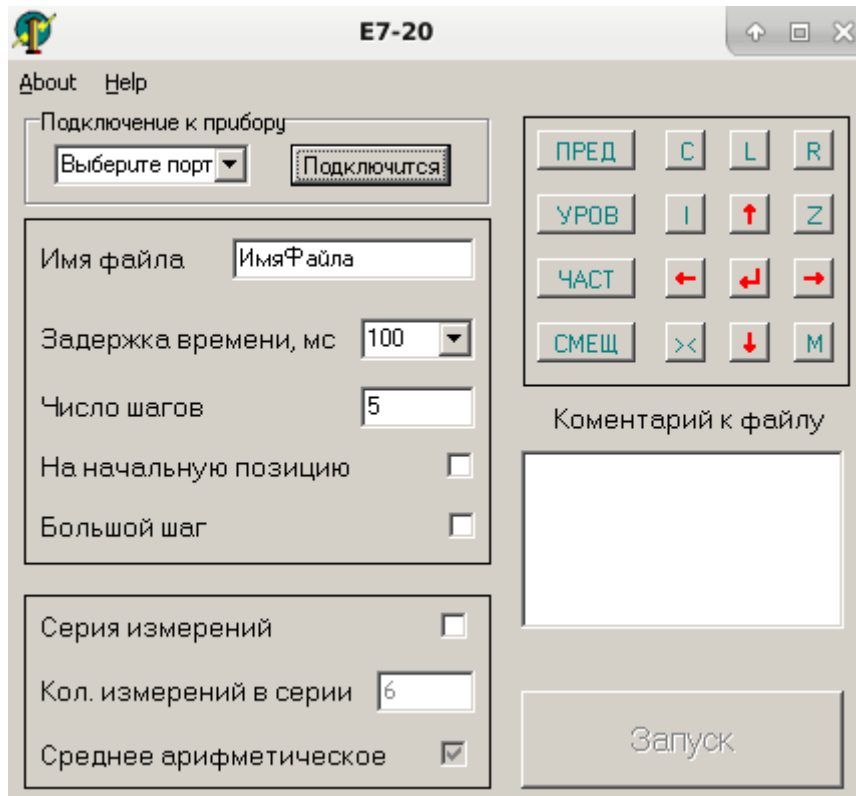 E7-20
About Help
Подключение к прибору
Выберите порт Подключится
Имя файла ИмяФайла
Задержка времени, мс 100
Число шагов 5
На начальную позицию
Большой шаг
Серия измерений
Кол. измерений в серии 6
Среднее арифметическое
ПРЕД C L R
УРОВ I Z
ЧАСТ
СМЕЩ >< M
Коментарий к файлу
Запуск